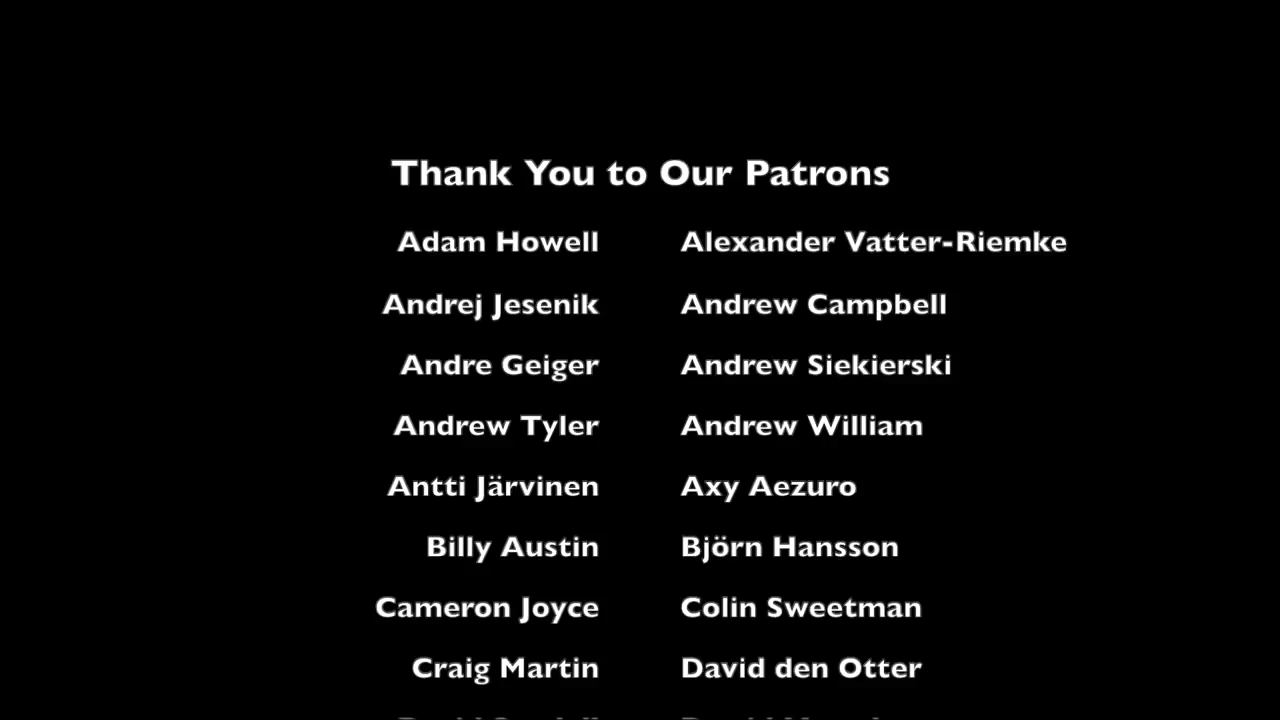 Thank You to Our Patrons
Adam Howell Alexander Vatter-Riemke
Andrej Jesenik Andrew Campbell
Andre Geiger Andrew Siekierski
Andrew Tyler Andrew William
Antti Järvinen Axy Aezuro
Billy Austin Björn Hansson
Cameron Joyce Colin Sweetman
Craig Martin David den Otter